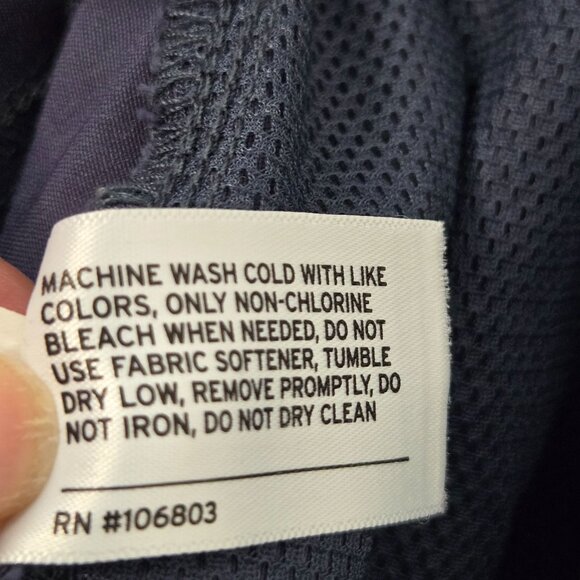 MACHINE WASH COLD WITH LIKE
COLORS, ONLY NON-CHLORINE
BLEACH WHEN NEEDED, DO NOT
USE FABRIC SOFTENER, TUMBLE
DRY LOW, REMOVE PROMPTLY, DO
NOT IRON, DO NOT DRY CLEAN
RN #106803